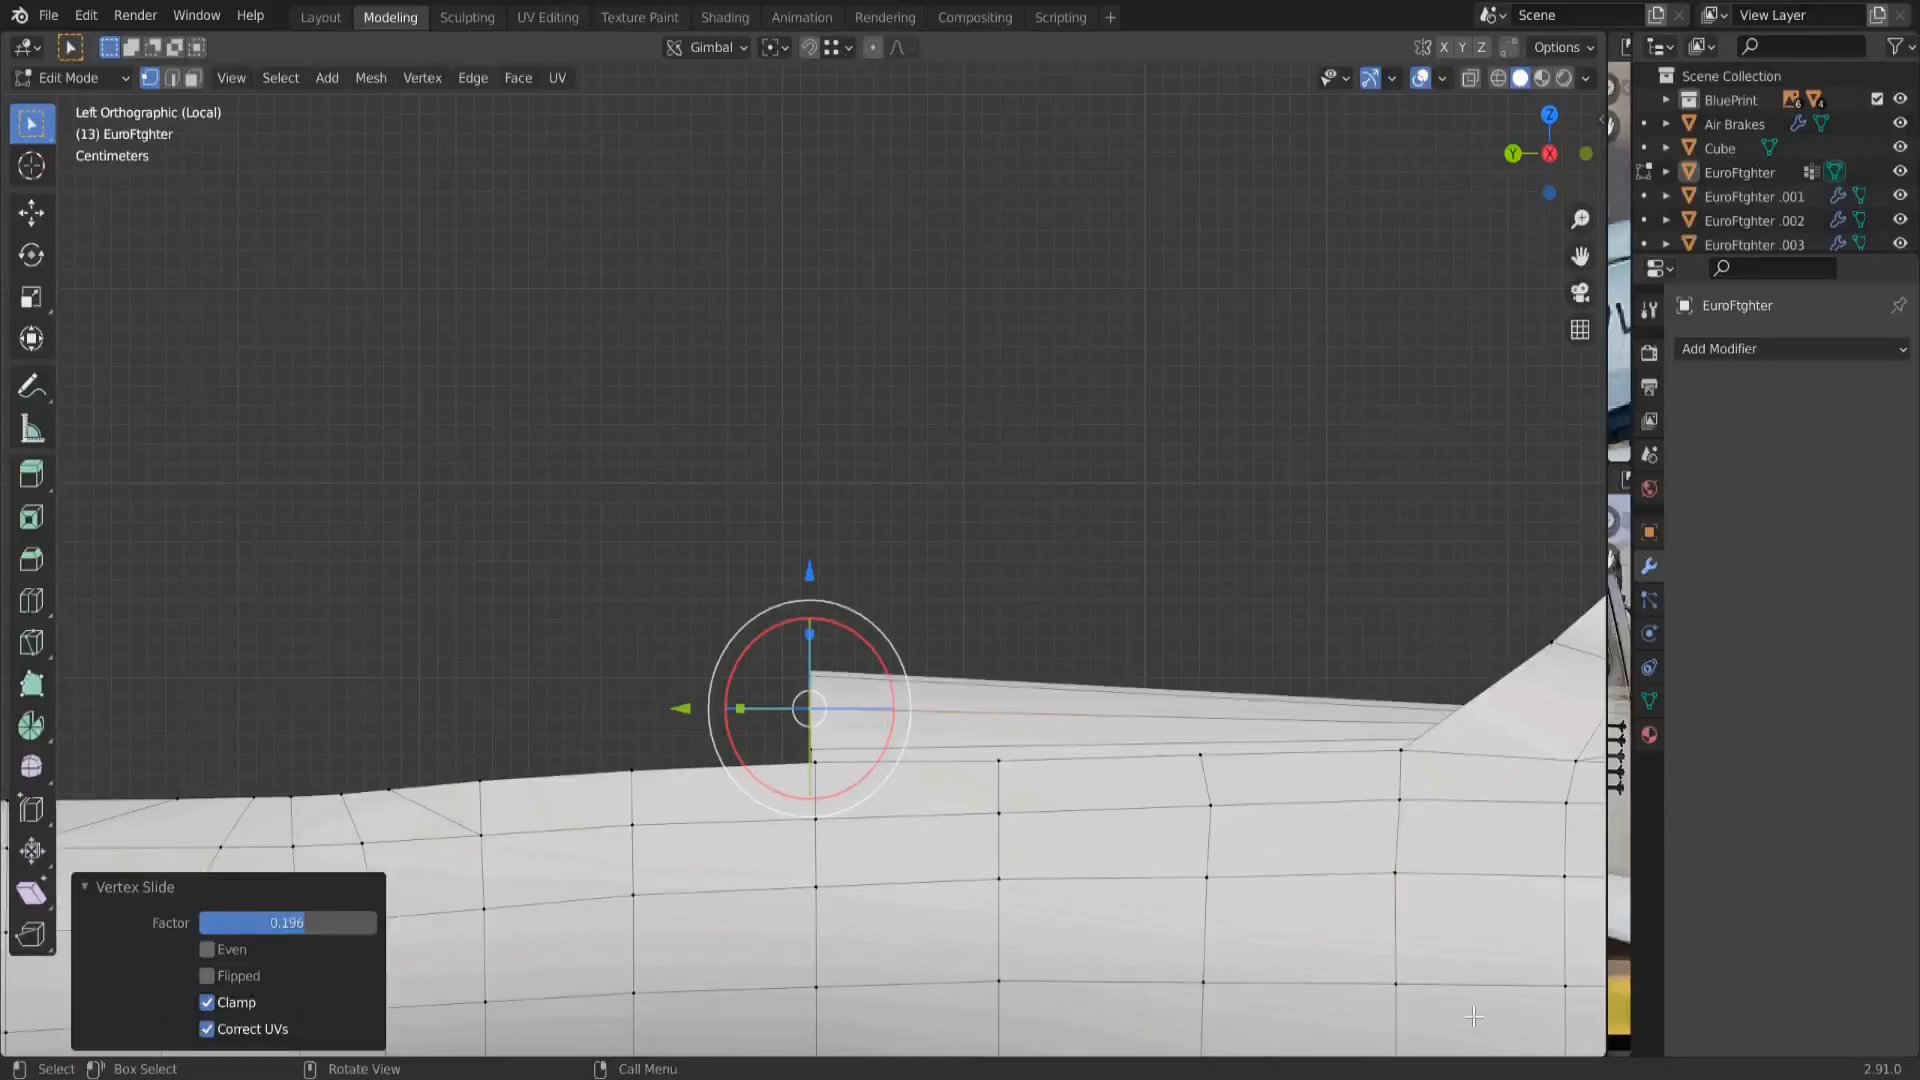 File Edit Render Window Help Layout Modeling Sculpting UV Editing Texture Paint Shading Animation Rendering Compositing Scripting + Scene View Layer
Gimbal X Y Z Options
Edit Mode View Select Add Mesh Vertex Edge Face UV
Left Orthographic (Local)
(13) EuroFtghter
Centimeters
Z
Y
X
Scene Collection
BluePrint 6 4
Air Brakes
Cube
EuroFtghter
EuroFtghter .001
EuroFtghter .002
EuroFtghter .003
EuroFtghter
Add Modifier
Vertex Slide
Factor 0.196
Even
Flipped
Clamp
Correct UVs
Select Box Select Rotate View Call Menu 2.91.0